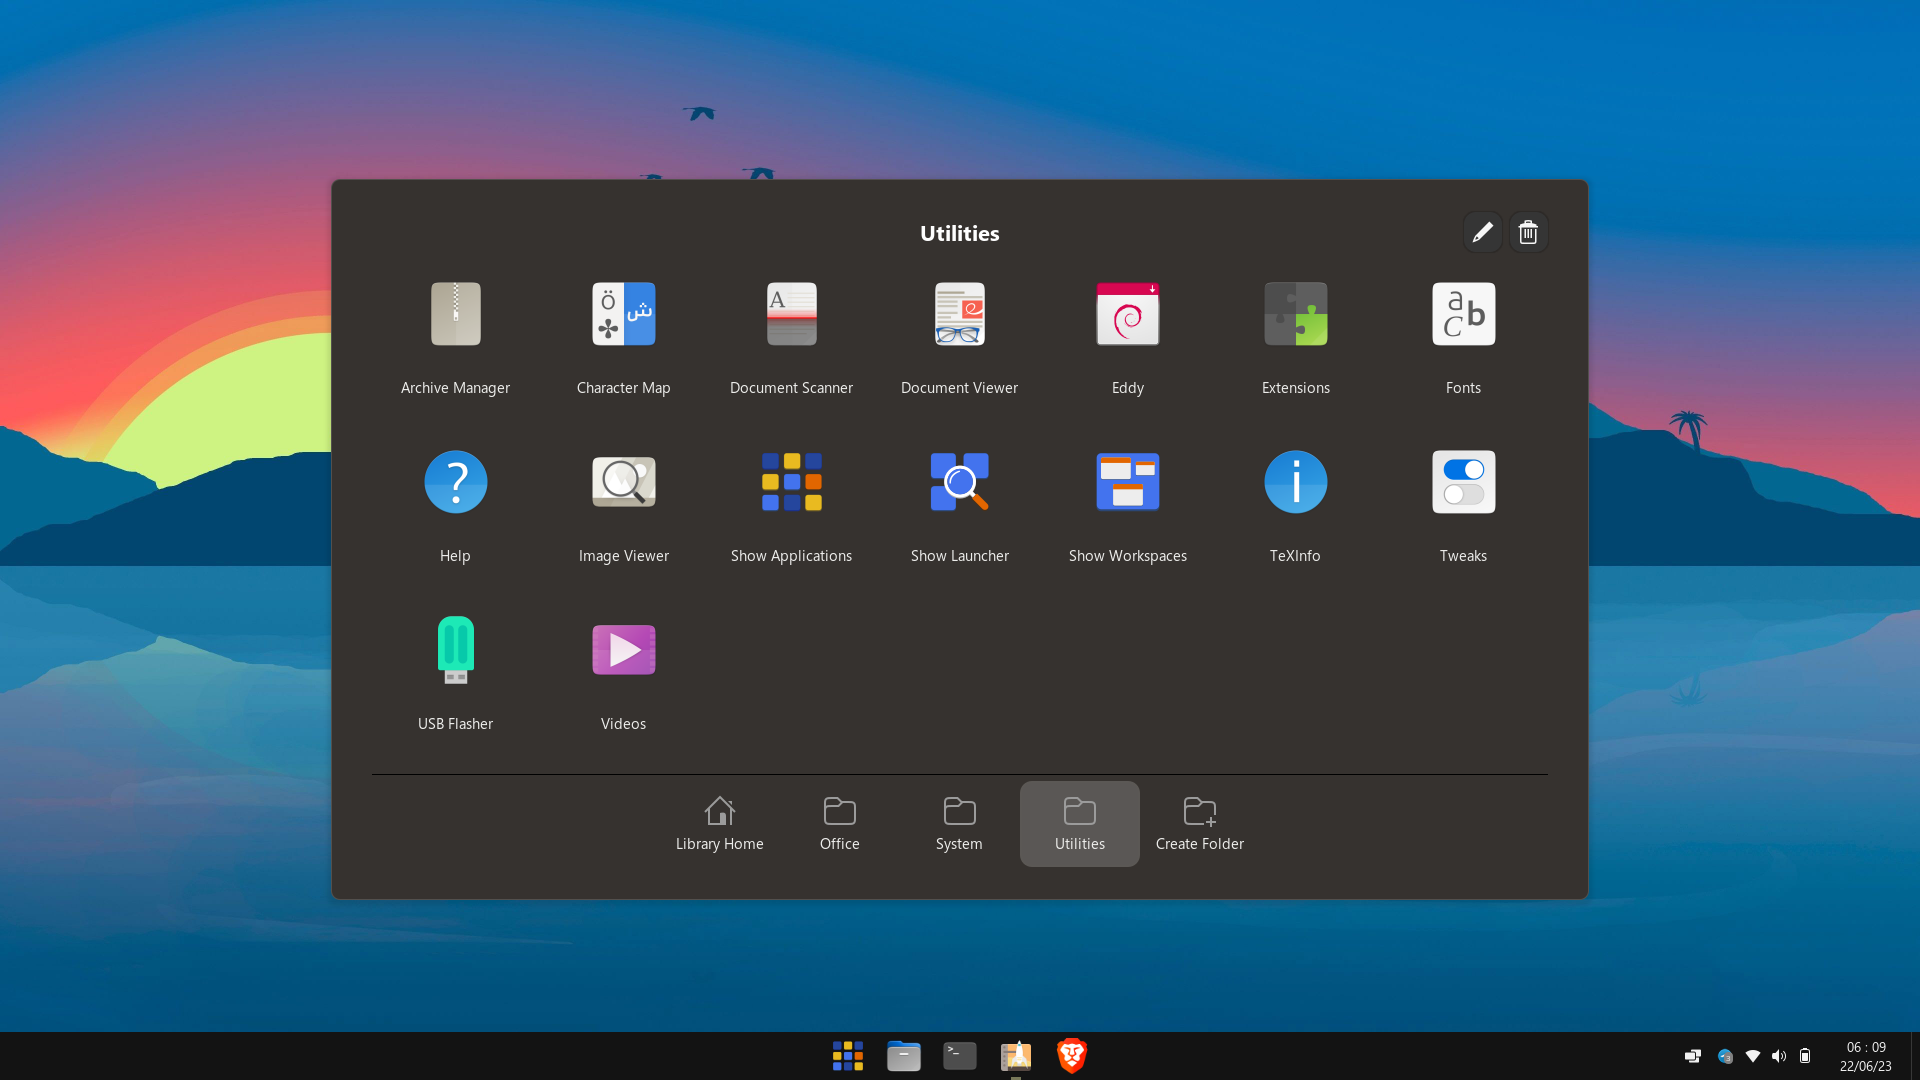 Utilities
Archive Manager
Character Map
Document Scanner
Document Viewer
Eddy
Extensions
Fonts
Help
Image Viewer
Show Applications
Show Launcher
Show Workspaces
TeXInfo
Tweaks
USB Flasher
Videos
Library Home
Office
System
Utilities
Create Folder
06 : 09
22/06/23